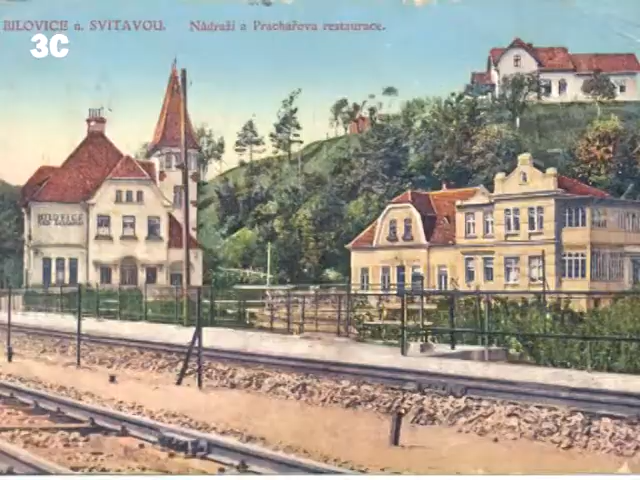 BILOVICE n. SVITAVOU. Nádraží a Prachařova restaurace.
3C
BILOVICE